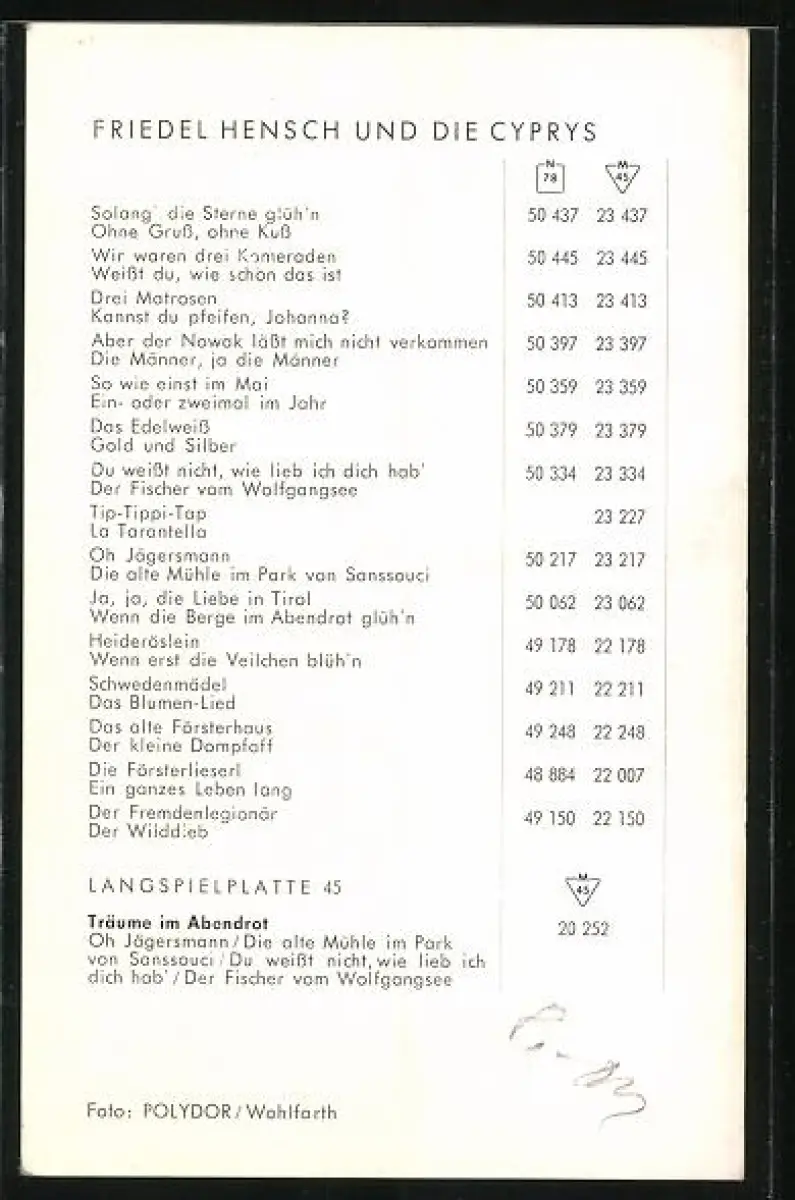 FRIEDEL HENSCH UND DIE CYPRYS
N 78 M 45
Solang' die Sterne glüh'n 50 437 23 437
Ohne Gruß, ohne Kuß
Wir waren drei Kameraden 50 445 23 445
Weißt du, wie schön das ist
Drei Matrosen 50 413 23 413
Kannst du pfeifen, Johanna?
Aber der Nowak läßt mich nicht verkommen 50 397 23 397
Die Männer, ja die Männer
So wie einst im Mai 50 359 23 359
Ein- oder zweimal im Jahr
Das Edelweiß 50 379 23 379
Gold und Silber
Du weißt nicht, wie lieb ich dich hab' 50 334 23 334
Der Fischer vom Wolfgangsee
Tip-Tippi-Tap 23 227
La Tarantella
Oh Jägersmann 50 217 23 217
Die alte Mühle im Park von Sanssouci
Ja, ja, die Liebe in Tirol 50 062 23 062
Wenn die Berge im Abendrot glüh'n
Heideröslein 49 178 22 178
Wenn erst die Veilchen blüh'n
Schwedenmädel 49 211 22 211
Das Blumen-Lied
Das alte Försterhaus 49 248 22 248
Der kleine Dompfaff
Die Försterlieserl 48 884 22 007
Ein ganzes Leben lang
Der Fremdenlegionär 49 150 22 150
Der Wilddieb
LANGSPIELPLATTE 45 M 45
Träume im Abendrot 20 252
Oh Jägersmann / Die alte Mühle im Park
von Sanssouci / Du weißt nicht, wie lieb ich
dich hab' / Der Fischer vom Wolfgangsee
Foto: POLYDOR / Wohlfarth